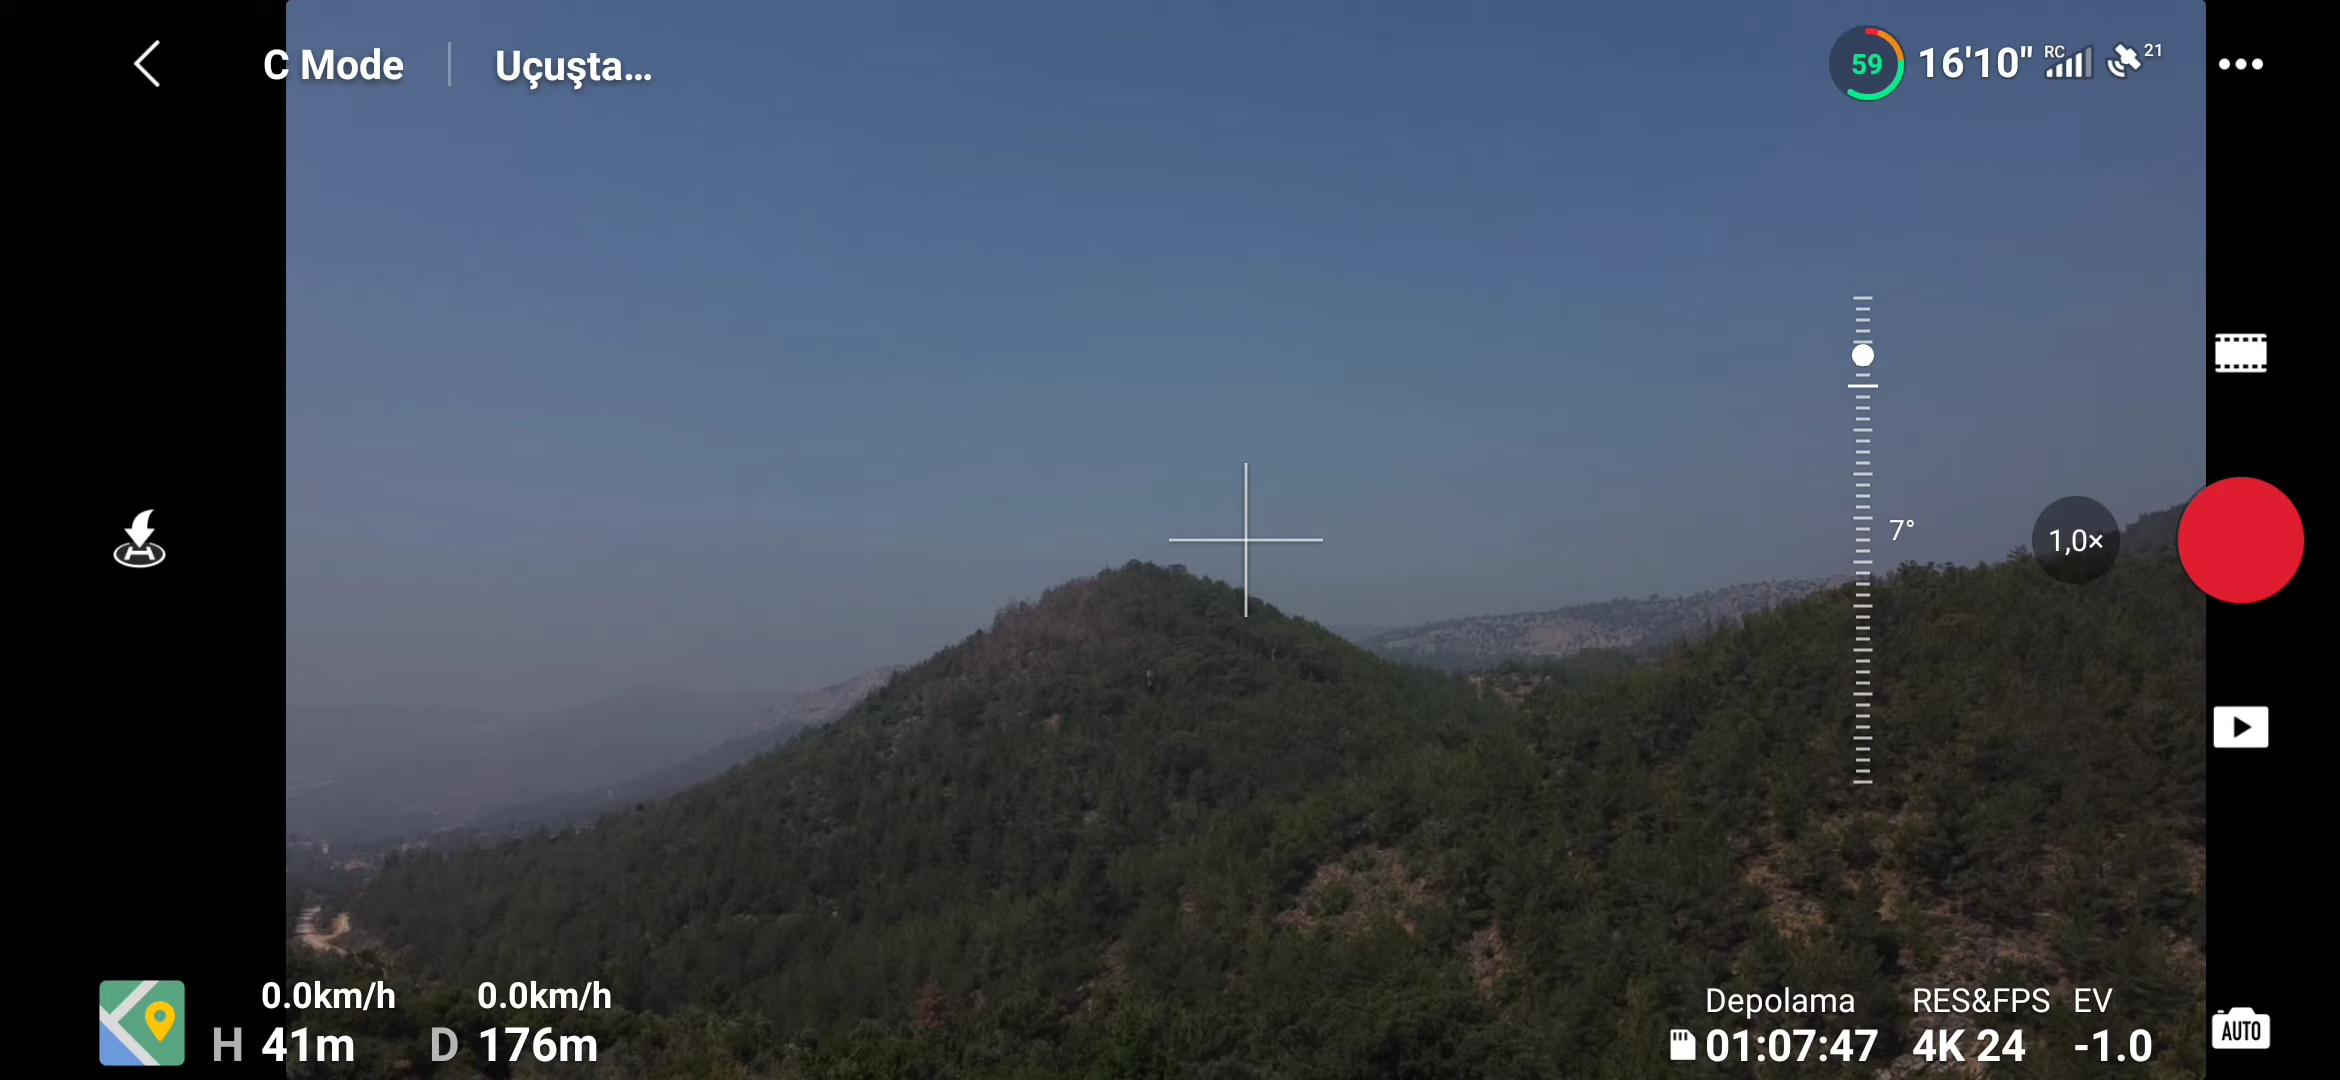 C Mode
Uçuşta...
59
16'10"
RC
21
7°
1,0×
0.0km/h
0.0km/h
H 41m
D 176m
Depolama
RES&FPS
EV
01:07:47
4K 24
-1.0
AUTO